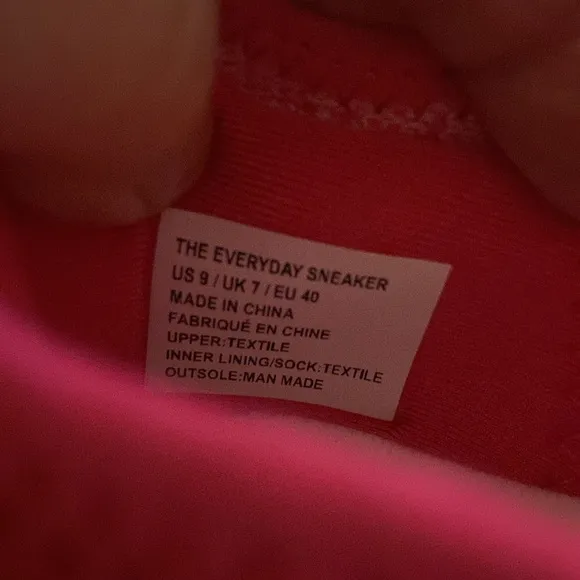 THE EVERYDAY SNEAKER
US 9 / UK 7 / EU 40
MADE IN CHINA
FABRIQUÉ EN CHINE
UPPER:TEXTILE
INNER LINING/SOCK:TEXTILE
OUTSOLE:MAN MADE